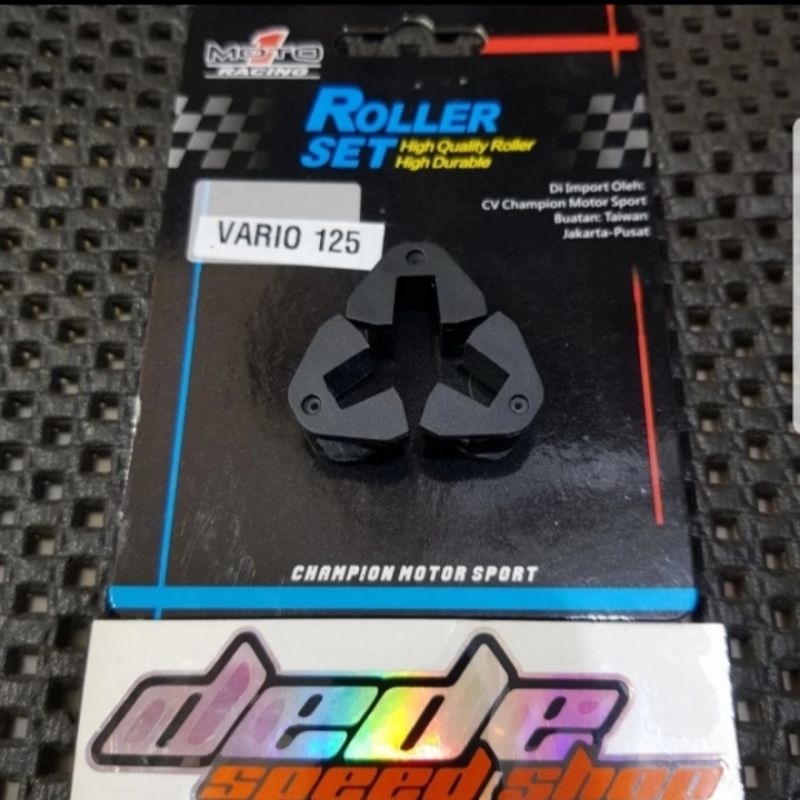 MOTO 1
RACING
ROLLER
SET High Quality Roller
High Durable
Di Import Oleh:
CV Champion Motor Sport
Buatan: Taiwan
Jakarta-Pusat
VARIO 125
CHAMPION MOTOR SPORT
dede
speed shop